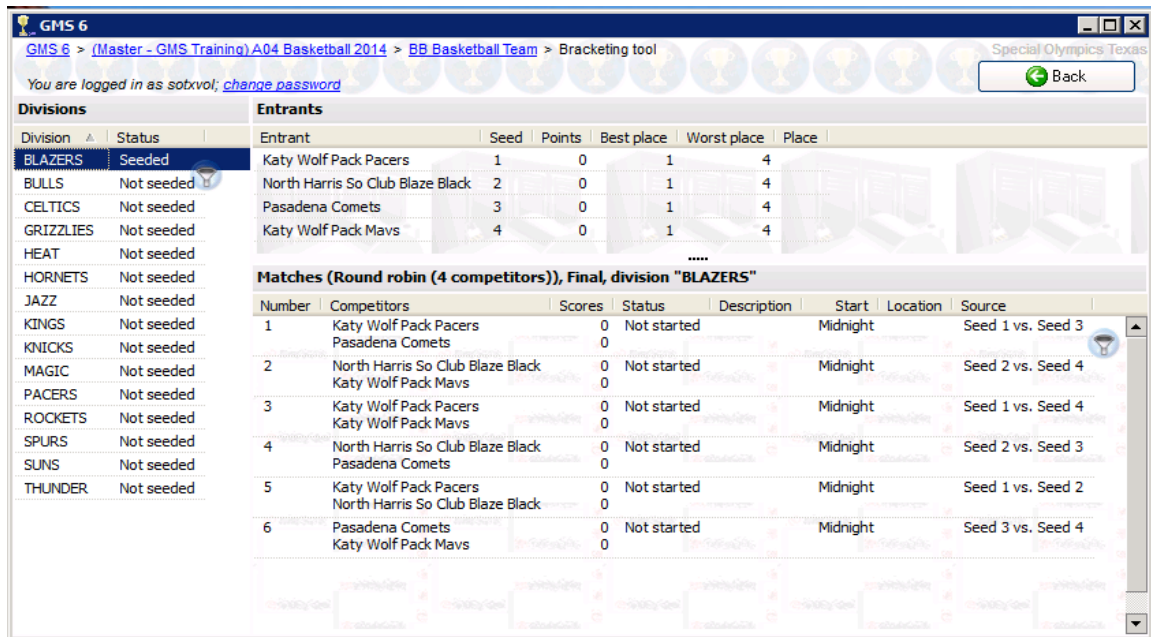 GMS 6
GMS 6 > (Master - GMS Training) A04 Basketball 2014 > BB Basketball Team > Bracketing tool
Special Olympics Texas
You are logged in as sotxvol; change password
Back
Divisions
Division Status
BLAZERS Seeded
BULLS Not seeded
CELTICS Not seeded
GRIZZLIES Not seeded
HEAT Not seeded
HORNETS Not seeded
JAZZ Not seeded
KINGS Not seeded
KNICKS Not seeded
MAGIC Not seeded
PACERS Not seeded
ROCKETS Not seeded
SPURS Not seeded
SUNS Not seeded
THUNDER Not seeded
Entrants
Entrant Seed Points Best place Worst place Place
Katy Wolf Pack Pacers 1 0 1 4
North Harris So Club Blaze Black 2 0 1 4
Pasadena Comets 3 0 1 4
Katy Wolf Pack Mavs 4 0 1 4
Matches (Round robin (4 competitors)), Final, division "BLAZERS"
Number Competitors Scores Status Description Start Location Source
1 Katy Wolf Pack Pacers 0 Not started Midnight Seed 1 vs. Seed 3
Pasadena Comets 0
2 North Harris So Club Blaze Black 0 Not started Midnight Seed 2 vs. Seed 4
Katy Wolf Pack Mavs 0
3 Katy Wolf Pack Pacers 0 Not started Midnight Seed 1 vs. Seed 4
Katy Wolf Pack Mavs 0
4 North Harris So Club Blaze Black 0 Not started Midnight Seed 2 vs. Seed 3
Pasadena Comets 0
5 Katy Wolf Pack Pacers 0 Not started Midnight Seed 1 vs. Seed 2
North Harris So Club Blaze Black 0
6 Pasadena Comets 0 Not started Midnight Seed 3 vs. Seed 4
Katy Wolf Pack Mavs 0